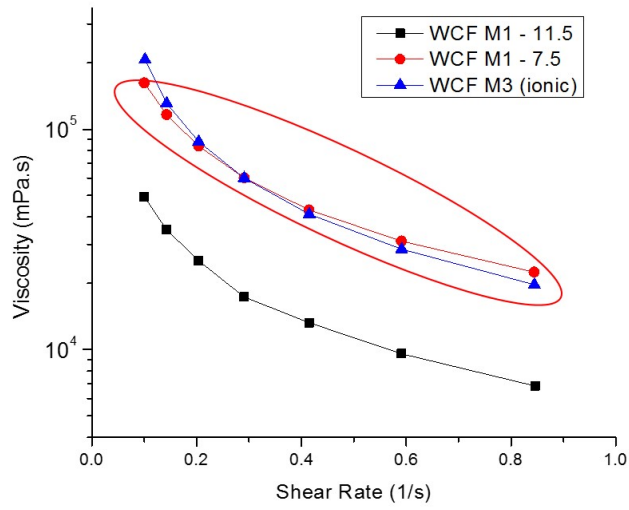 WCF M1 - 11.5
WCF M1 - 7.5
WCF M3 (ionic)
10^5
10^4
Viscosity (mPa.s)
0.0 0.2 0.4 0.6 0.8 1.0
Shear Rate (1/s)